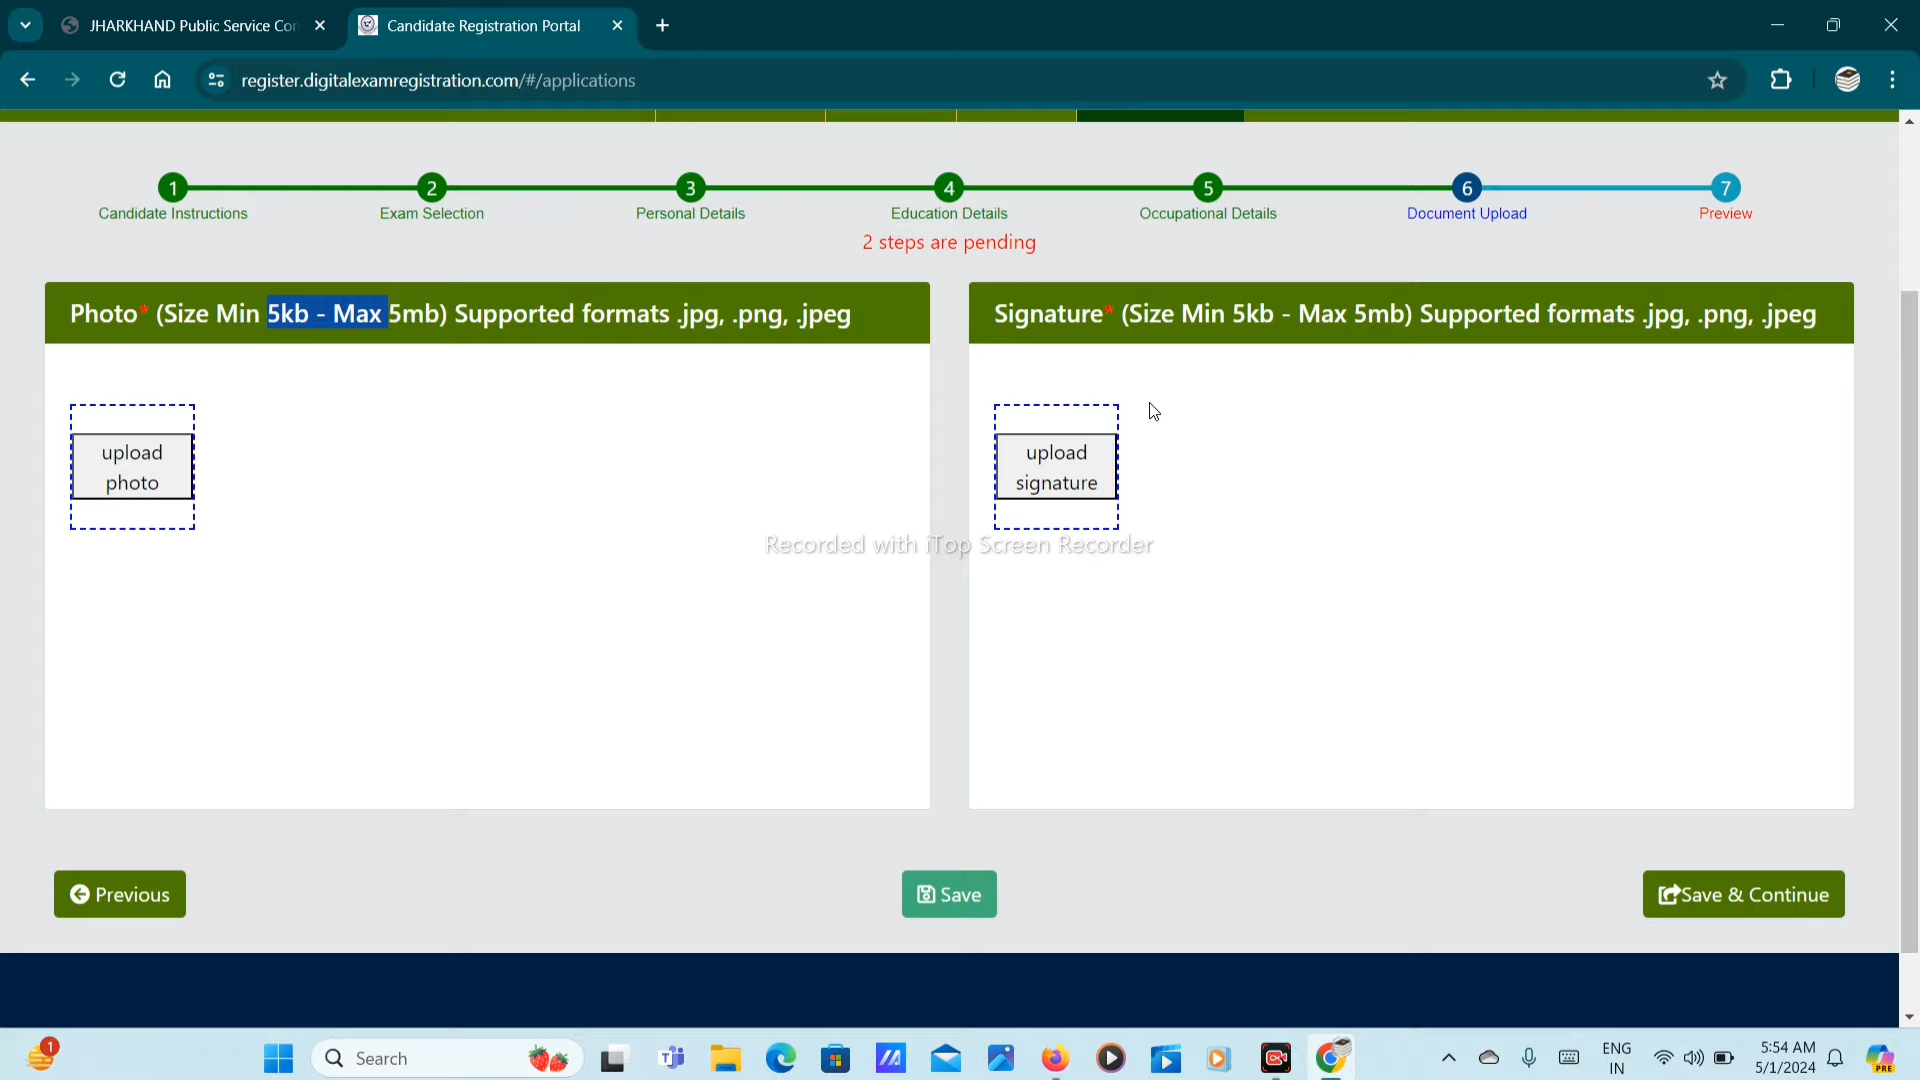 JHARKHAND Public Service Con
Candidate Registration Portal
register.digitalexamregistration.com/#/applications
1 2 3 4 5 6 7
Candidate Instructions Exam Selection Personal Details Education Details Occupational Details Document Upload Preview
2 steps are pending
Photo* (Size Min 5kb - Max 5mb) Supported formats .jpg, .png, .jpeg
upload
photo
Signature* (Size Min 5kb - Max 5mb) Supported formats .jpg, .png, .jpeg
upload
signature
Recorded with iTop Screen Recorder
Previous
Save
Save & Continue
1
Search
ENG
IN
5:54 AM
5/1/2024
PRE